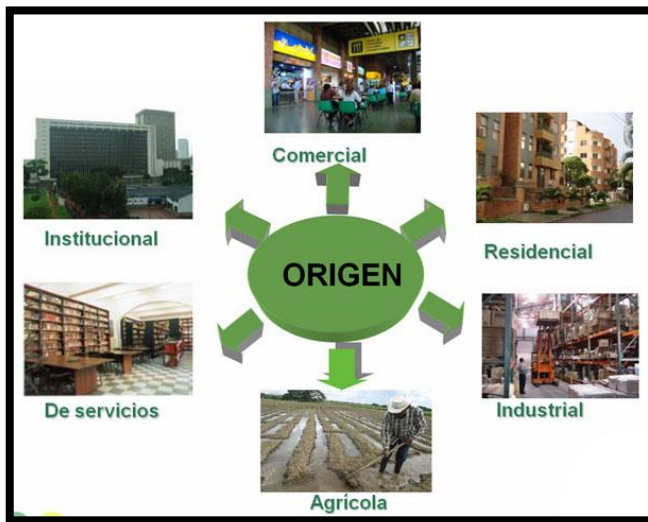 Comercial
Institucional
Residencial
ORIGEN
De servicios
Industrial
Agrícola